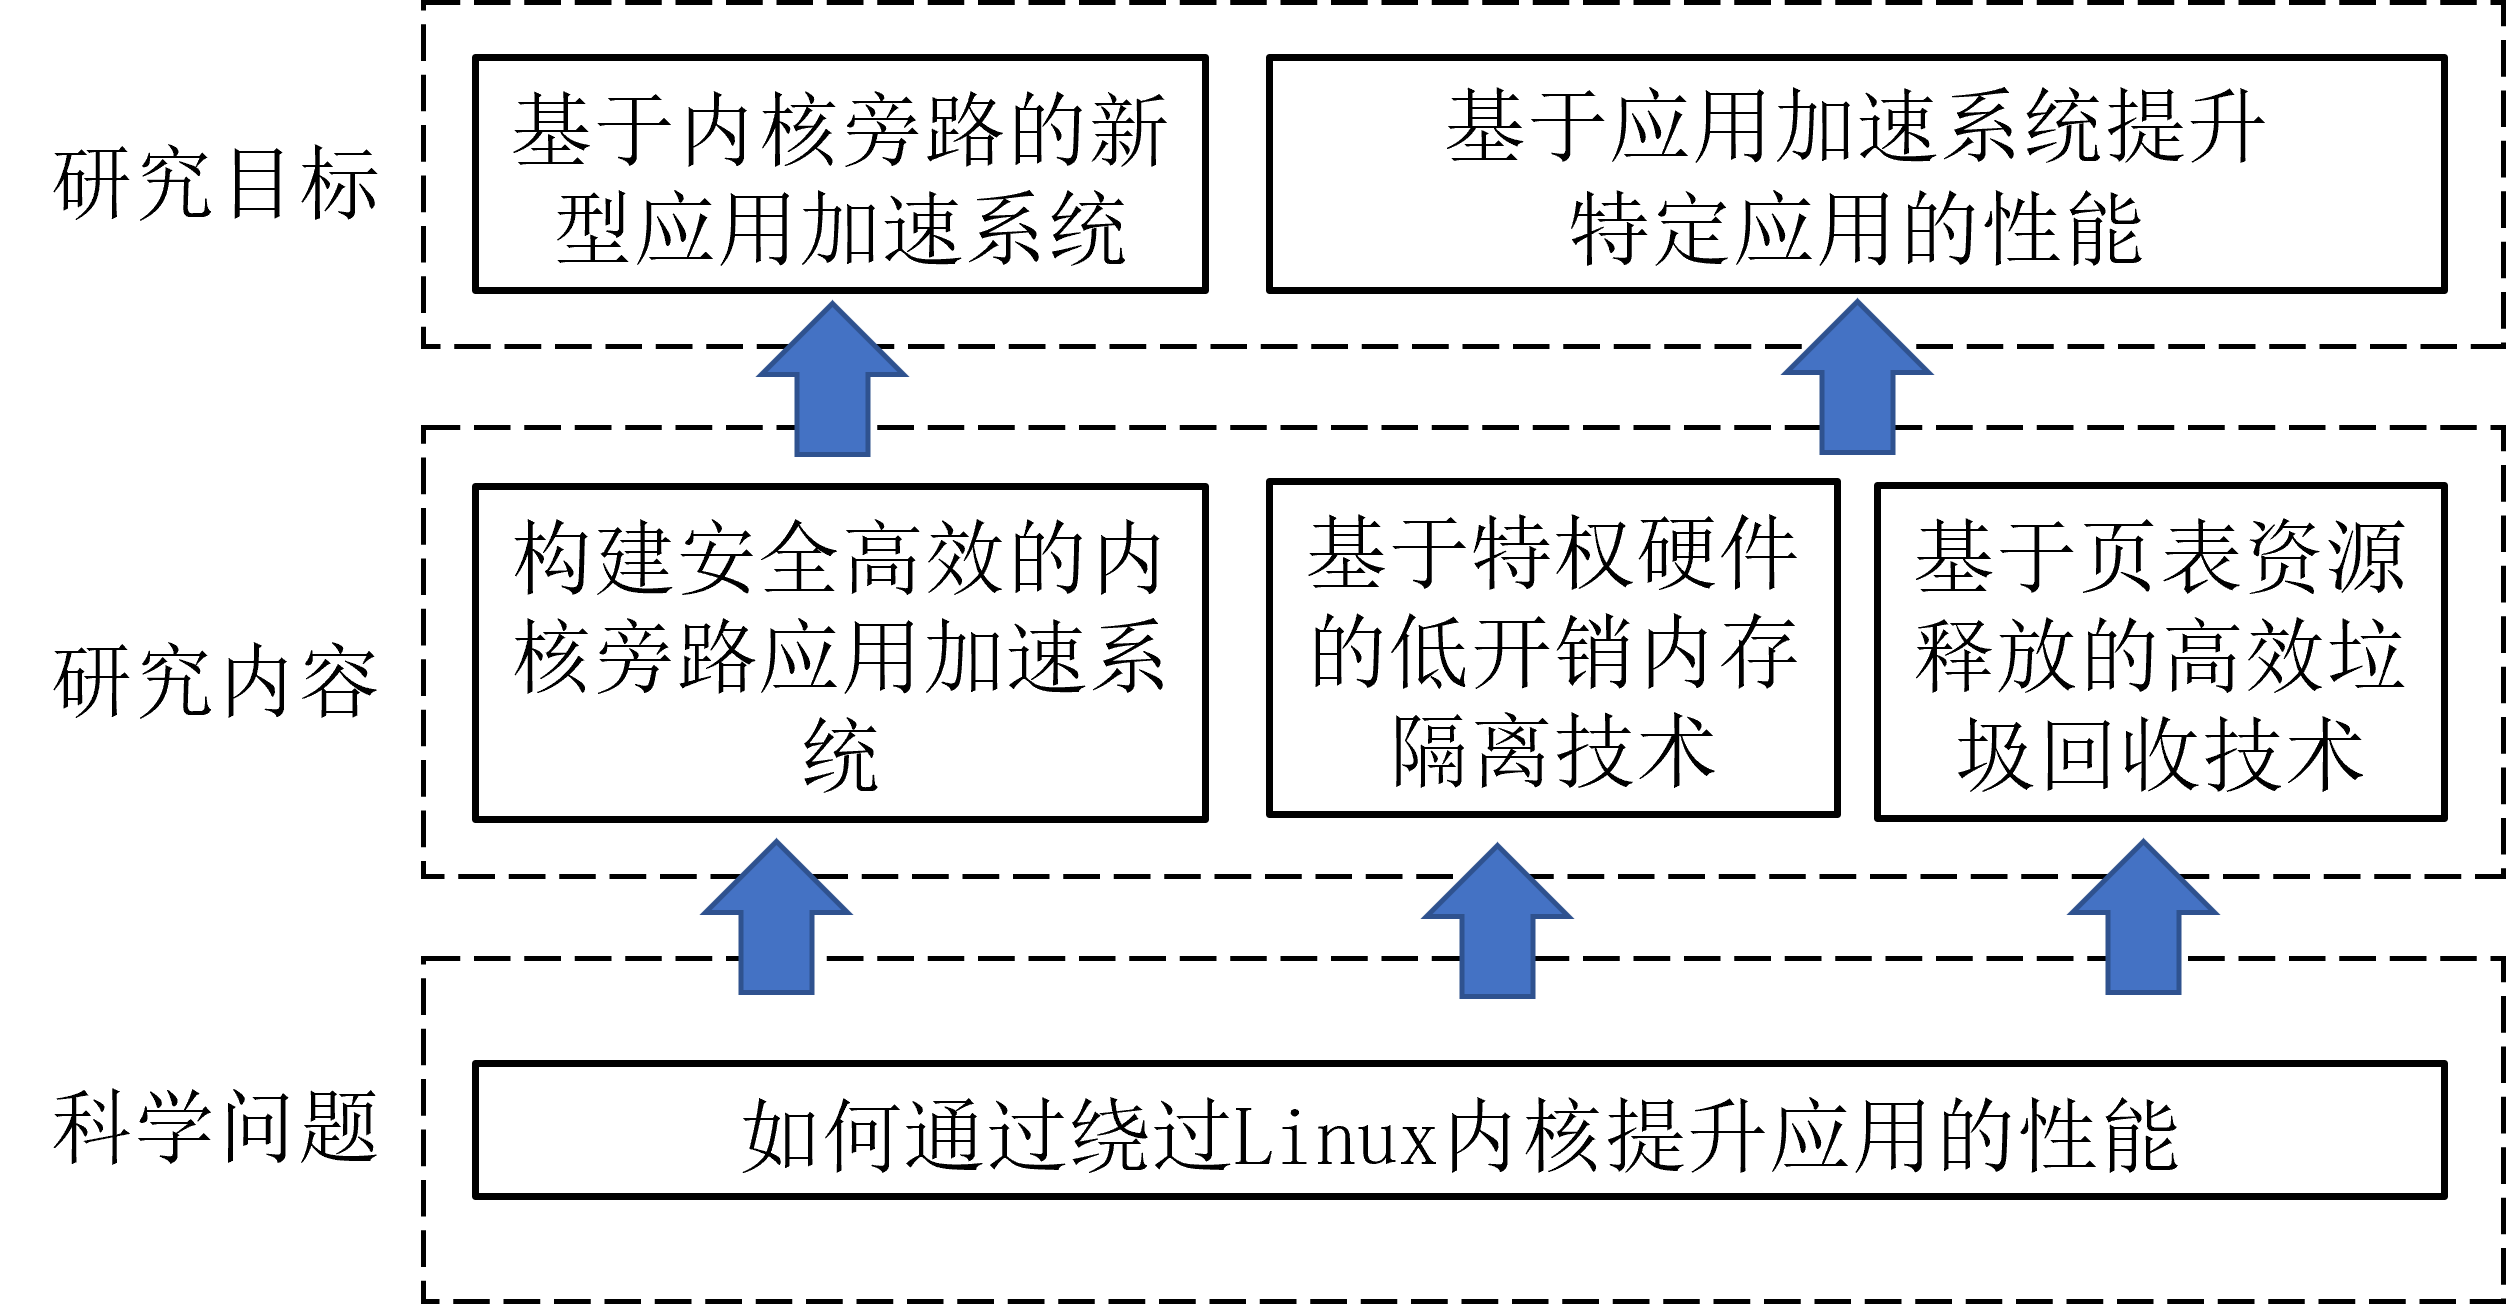 研究目标
基于内核旁路的新
型应用加速系统
基于应用加速系统提升
特定应用的性能
研究内容
构建安全高效的内
核旁路应用加速系
统
基于特权硬件
的低开销内存
隔离技术
基于页表资源
释放的高效垃
圾回收技术
科学问题
如何通过绕过Linux内核提升应用的性能